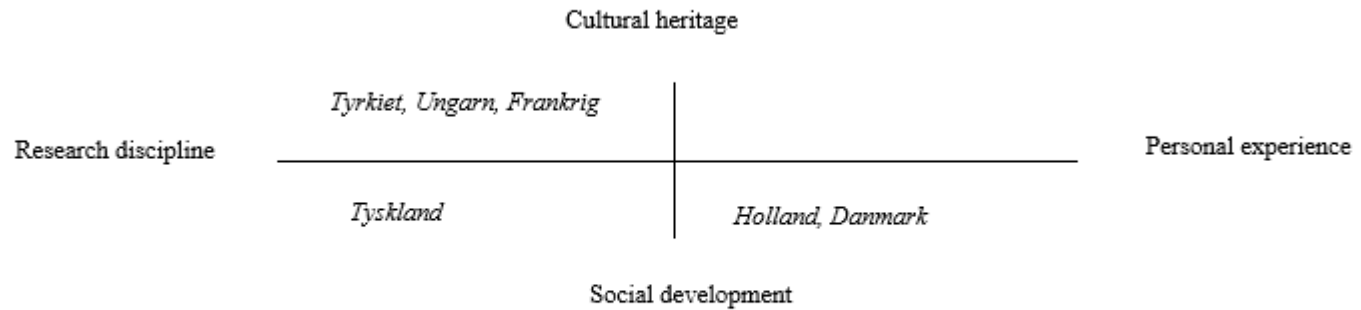 Cultural heritage
Tyrkiet, Ungarn, Frankrig
Research discipline
Personal experience
Tyskland
Holland, Danmark
Social development